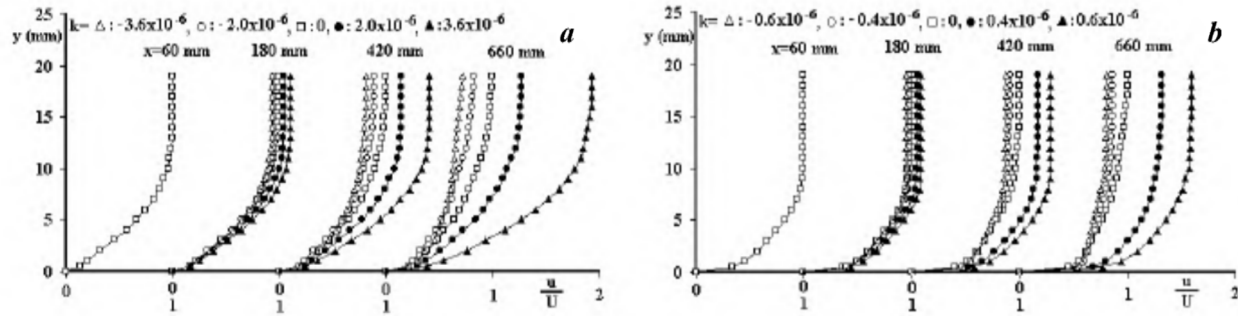 25 k= △ : -3.6x10⁻⁶, ○ : -2.0x10⁻⁶, □ : 0, ● : 2.0x10⁻⁶ ▲ :3.6x10⁻⁶ a
y (mm)
x=60 mm 180 mm 420 mm 660 mm
20
15
10
5
0
0 0 0 0 1 u/U 2
1 1 1
25 k= △ : -0.6x10⁻⁶, ○ : -0.4x10⁻⁶ □ : 0, ● 0.4x10⁻⁶ ▲ :0.6x10⁻⁶ b
y (mm)
x=60 mm 180 mm 420 mm 660 mm
20
15
10
5
0
0 0 0 0 1 u/U 2
1 1 1